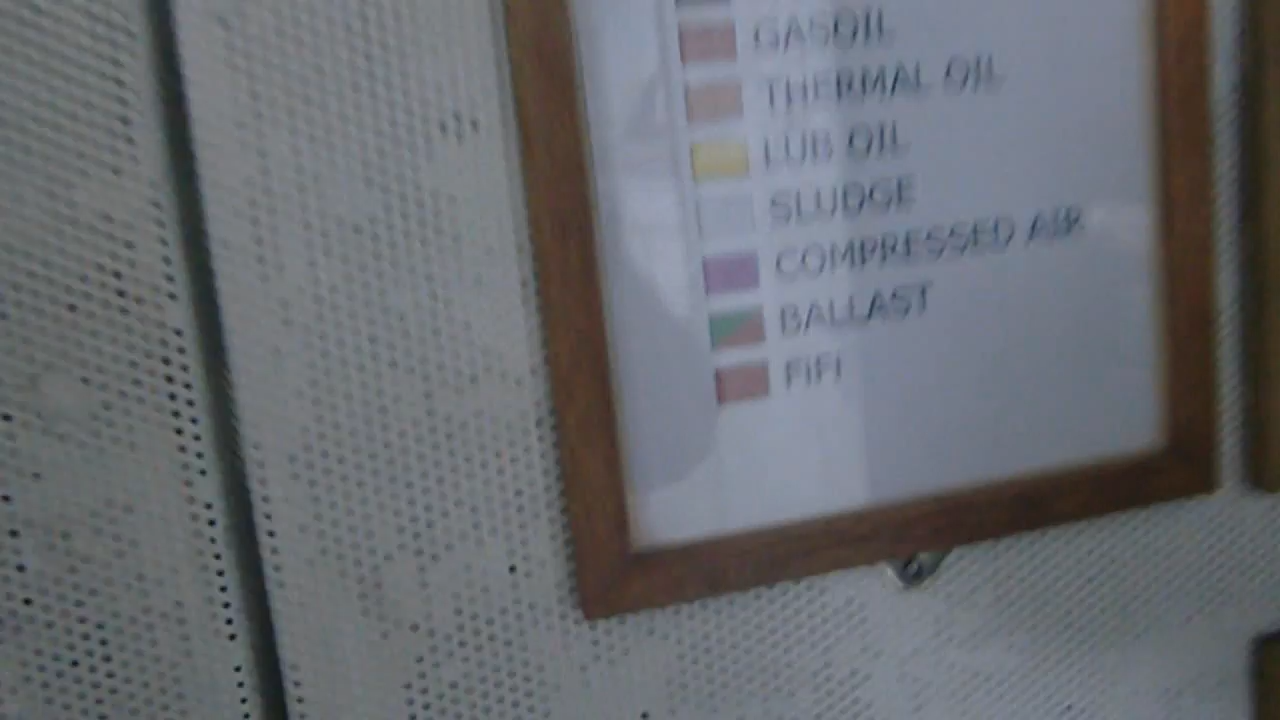 GASOIL
THERMAL OIL
LUB OIL
SLUDGE
COMPRESSED AIR
BALLAST
FiFi